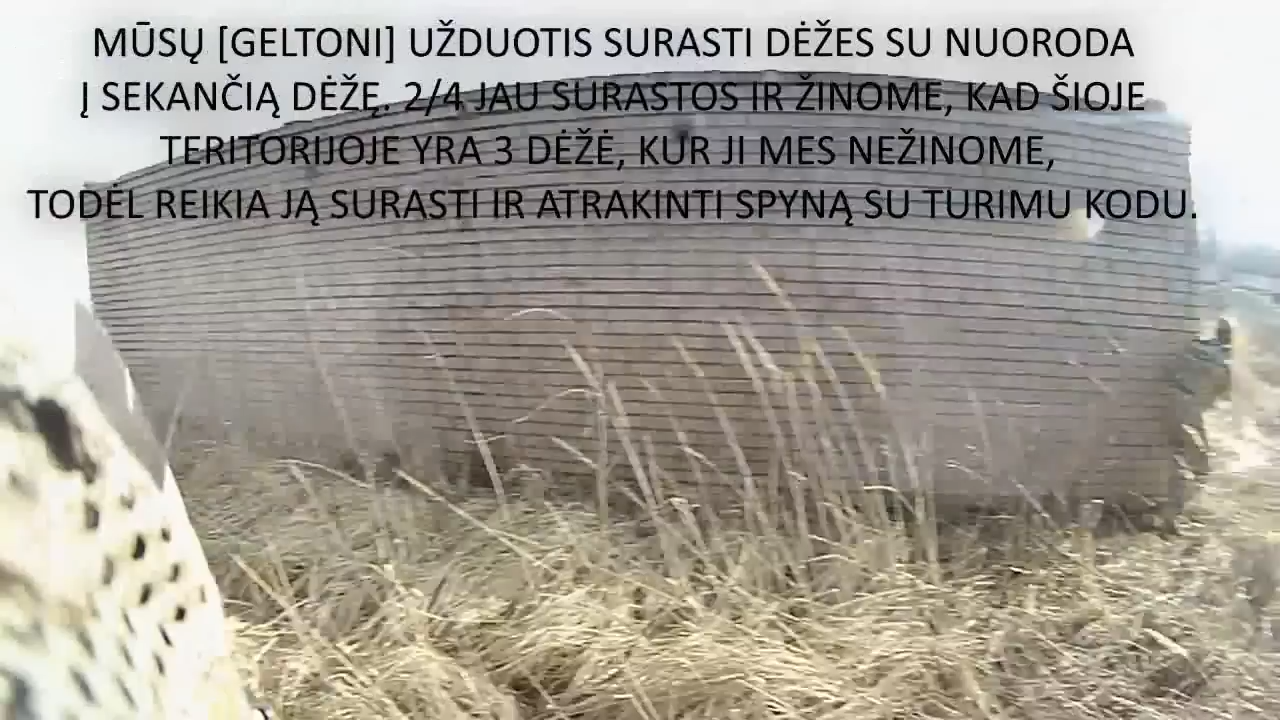 MŪSŲ [GELTONI] UŽDUOTIS SURASTI DĖŽES SU NUORODA
Į SEKANČIĄ DĖŽĘ. 2/4 JAU SURASTOS IR ŽINOME, KAD ŠIOJE
TERITORIJOJE YRA 3 DĖŽĖ, KUR JI MES NEŽINOME,
TODĖL REIKIA JĄ SURASTI IR ATRAKINTI SPYNĄ SU TURIMU KODU.